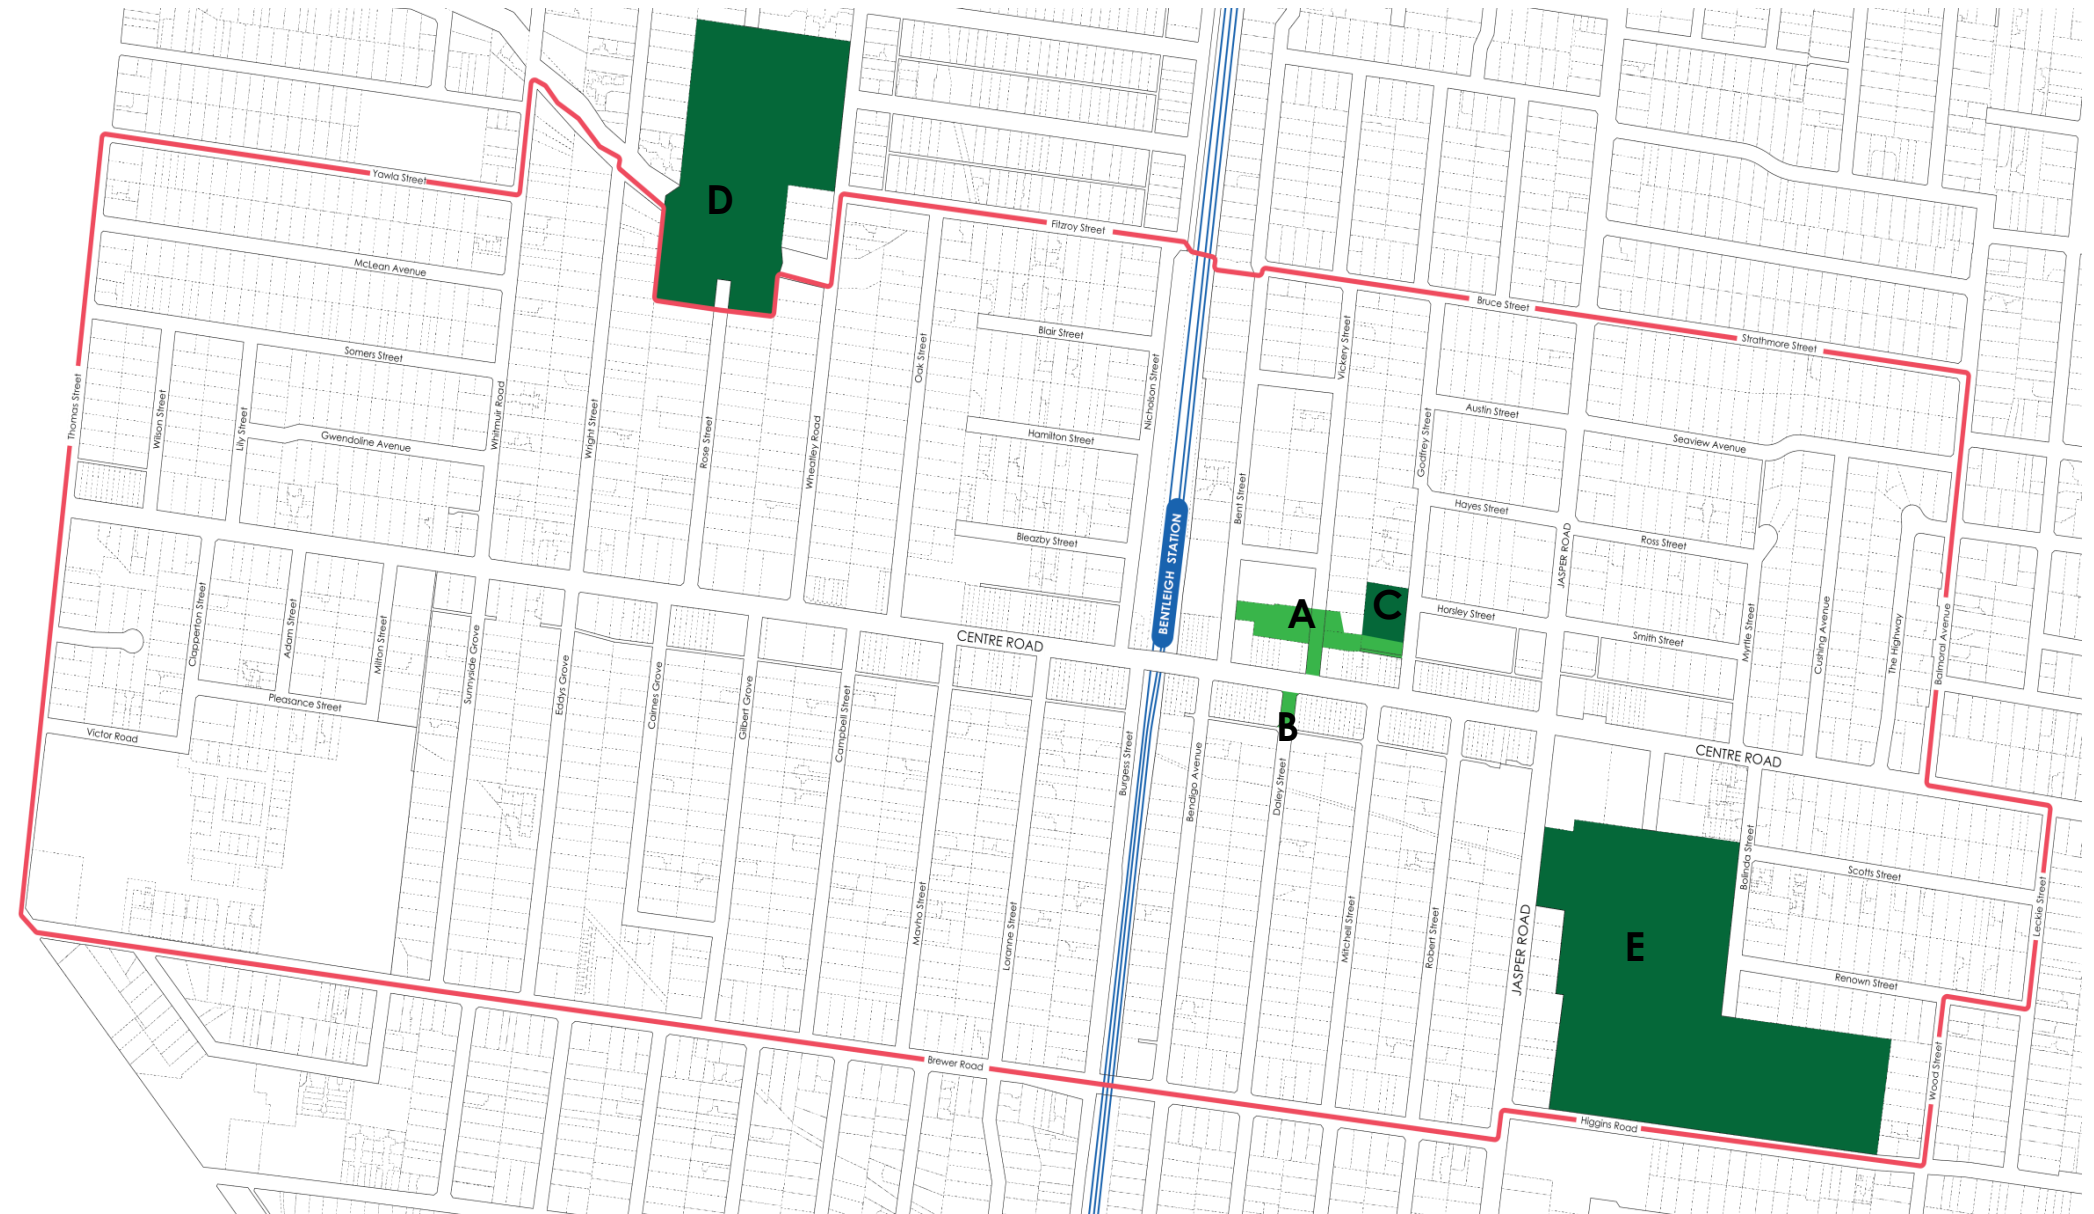 D
Yawla Street
Fitzroy Street
McLean Avenue
Bruce Street
Blair Street
Strathmore Street
Somers Street
Oak Street
Vickery Street
Nicholson Street
Thomas Street
Wilson Street
Lily Street
Whitmuir Road
Wright Street
Rose Street
Wheatley Road
Gwendoline Avenue
Hamilton Street
Godfrey Street
Austin Street
Seaview Avenue
Bent Street
Hayes Street
JASPER ROAD
Ross Street
Bleazby Street
BENTLEIGH STATION
A
C
Horsley Street
Smith Street
Myrtle Street
Cushing Avenue
The Highway
Balmoral Avenue
Clapperton Street
Adam Street
Milton Street
CENTRE ROAD
Sunnyside Grove
Eddys Grove
Cairnes Grove
Gilbert Grove
Campbell Street
Pleasance Street
Victor Road
B
Burgess Street
Bendigo Avenue
Daley Street
CENTRE ROAD
Bolinda Street
Scotts Street
Leckie Street
Mavho Street
Loranne Street
Mitchell Street
Robert Street
JASPER ROAD
E
Renown Street
Brewer Road
Wood Street
Higgins Road